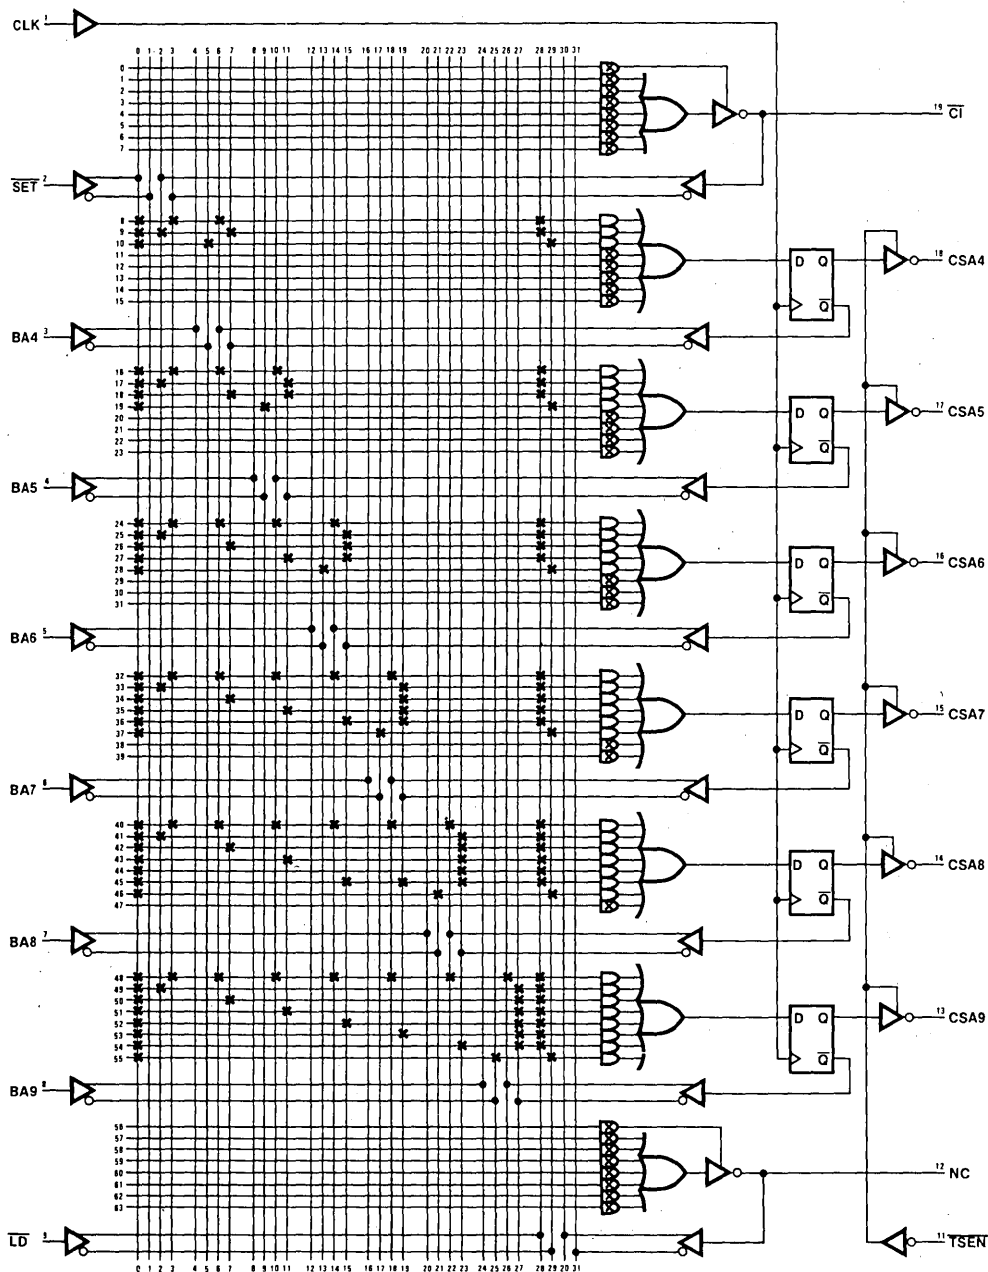 CLK 1
0 1 2 3 4 5 6 7 8 9 10 11 12 13 14 15 16 17 18 19 20 21 22 23 24 25 26 27 28 29 30 31
0
1
2
3
4
5
6
7
19 CI
SET 2
8
9
10
11
12
13
14
15
D Q
Q
18 CSA4
BA4 3
16
17
18
19
20
21
22
23
D Q
Q
17 CSA5
BA5 4
24
25
26
27
28
29
30
31
D Q
Q
16 CSA6
BA6 5
32
33
34
35
36
37
38
39
D Q
Q
15 CSA7
BA7 6
40
41
42
43
44
45
46
47
D Q
Q
14 CSA8
BA8 7
48
49
50
51
52
53
54
55
D Q
Q
13 CSA9
BA9 8
56
57
58
59
60
61
62
63
12 NC
LD 9
11 TSEN
0 1 2 3 4 5 6 7 8 9 10 11 12 13 14 15 16 17 18 19 20 21 22 23 24 25 26 27 28 29 30 31